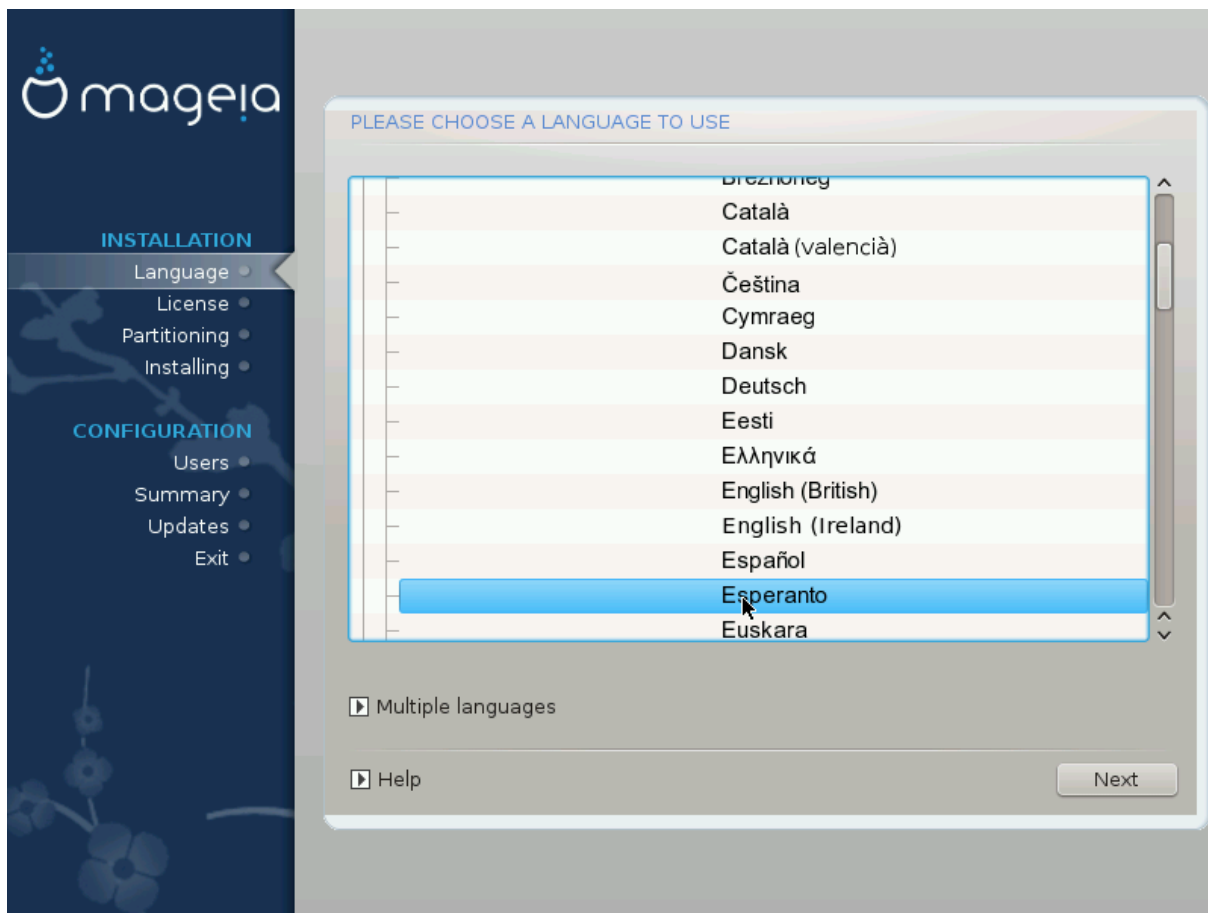 mageia
INSTALLATION
Language
License
Partitioning
Installing
CONFIGURATION
Users
Summary
Updates
Exit
PLEASE CHOOSE A LANGUAGE TO USE
Brezhoneg
Català
Català (valencià)
Čeština
Cymraeg
Dansk
Deutsch
Eesti
Ελληνικά
English (British)
English (Ireland)
Español
Esperanto
Euskara
Multiple languages
Help
Next